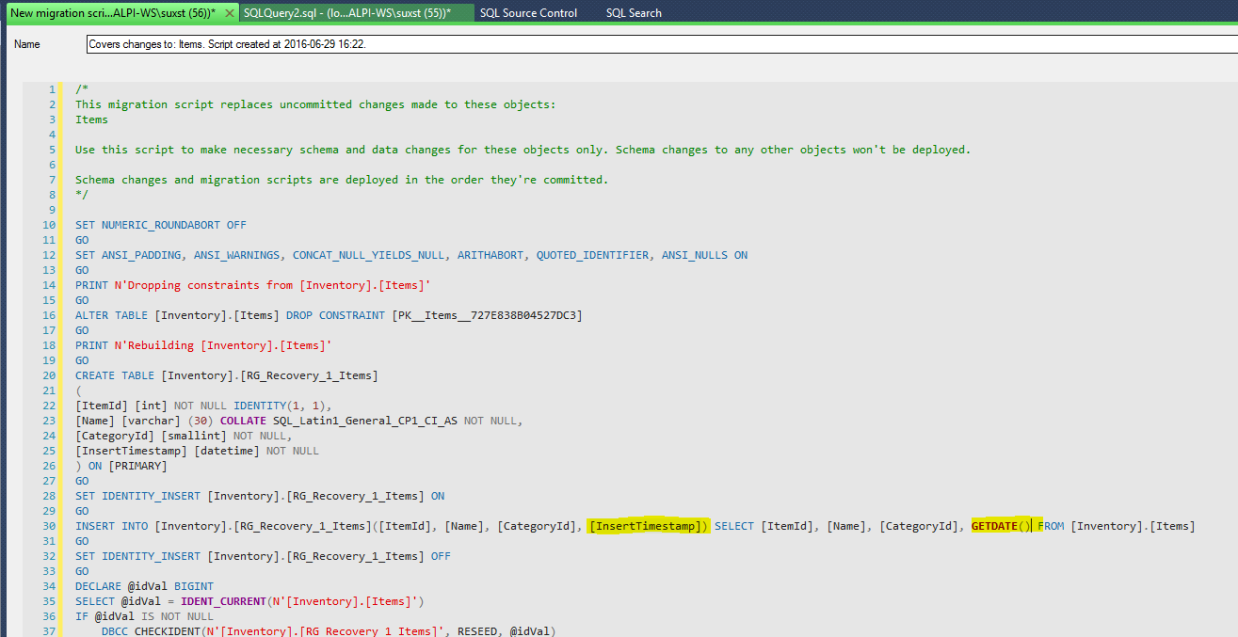 New migration scri...ALPI-WS\suxst (56))* SQLQuery2.sql - (lo...ALPI-WS\suxst (55))* SQL Source Control SQL Search
Name Covers changes to: Items. Script created at 2016-06-29 16:22.
1 /*
2 This migration script replaces uncommitted changes made to these objects:
3 Items
4
5 Use this script to make necessary schema and data changes for these objects only. Schema changes to any other objects won't be deployed.
6
7 Schema changes and migration scripts are deployed in the order they're committed.
8 */
9
10 SET NUMERIC_ROUNDABORT OFF
11 GO
12 SET ANSI_PADDING, ANSI_WARNINGS, CONCAT_NULL_YIELDS_NULL, ARITHABORT, QUOTED_IDENTIFIER, ANSI_NULLS ON
13 GO
14 PRINT N'Dropping constraints from [Inventory].[Items]'
15 GO
16 ALTER TABLE [Inventory].[Items] DROP CONSTRAINT [PK__Items__727E838B04527DC3]
17 GO
18 PRINT N'Rebuilding [Inventory].[Items]'
19 GO
20 CREATE TABLE [Inventory].[RG_Recovery_1_Items]
21 (
22 [ItemId] [int] NOT NULL IDENTITY(1, 1),
23 [Name] [varchar] (30) COLLATE SQL_Latin1_General_CP1_CI_AS NOT NULL,
24 [CategoryId] [smallint] NOT NULL,
25 [InsertTimestamp] [datetime] NOT NULL
26 ) ON [PRIMARY]
27 GO
28 SET IDENTITY_INSERT [Inventory].[RG_Recovery_1_Items] ON
29 GO
30 INSERT INTO [Inventory].[RG_Recovery_1_Items]([ItemId], [Name], [CategoryId], [InsertTimestamp]) SELECT [ItemId], [Name], [CategoryId], GETDATE() FROM [Inventory].[Items]
31 GO
32 SET IDENTITY_INSERT [Inventory].[RG_Recovery_1_Items] OFF
33 GO
34 DECLARE @idVal BIGINT
35 SELECT @idVal = IDENT_CURRENT(N'[Inventory].[Items]')
36 IF @idVal IS NOT NULL
37 DBCC CHECKIDENT(N'[Inventory].[RG_Recovery_1_Items]', RESEED, @idVal)